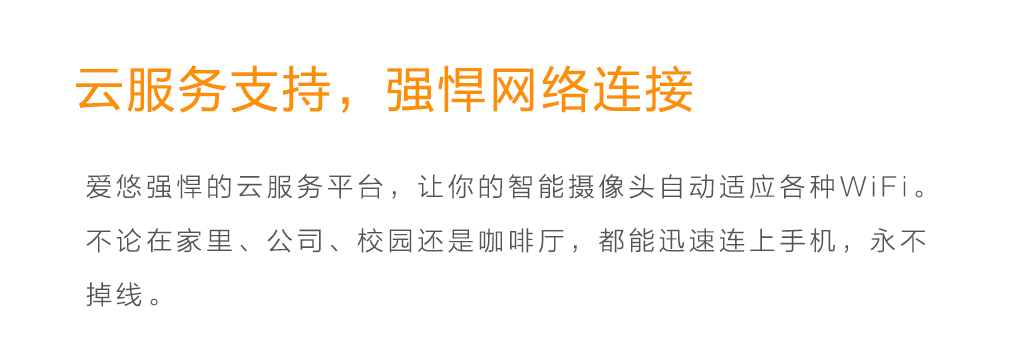 云服务支持，强悍网络连接
爱悠强悍的云服务平台，让你的智能摄像头自动适应各种WiFi。
不论在家里、公司、校园还是咖啡厅，都能迅速连上手机，永不
掉线。